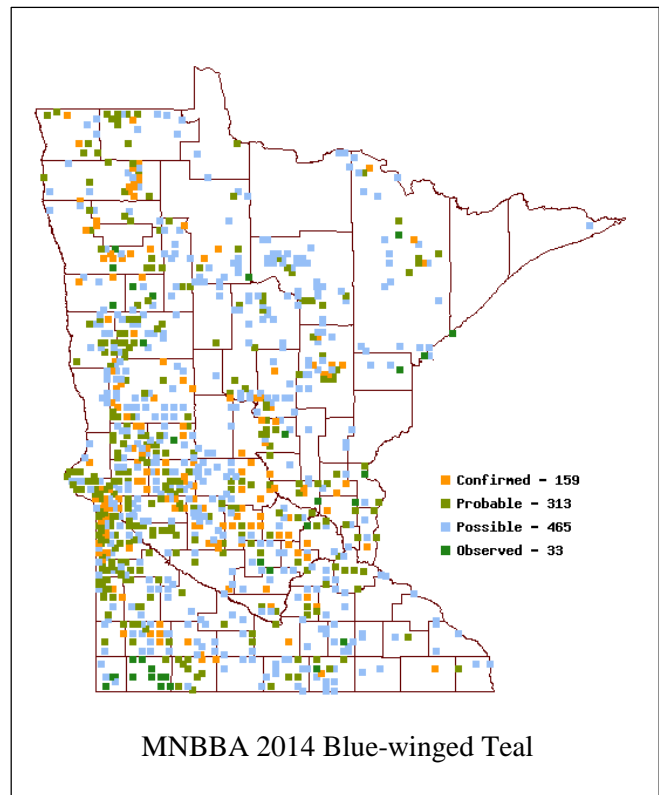 Confirmed - 159
Probable - 313
Possible - 465
Observed - 33
MNBBA 2014 Blue-winged Teal